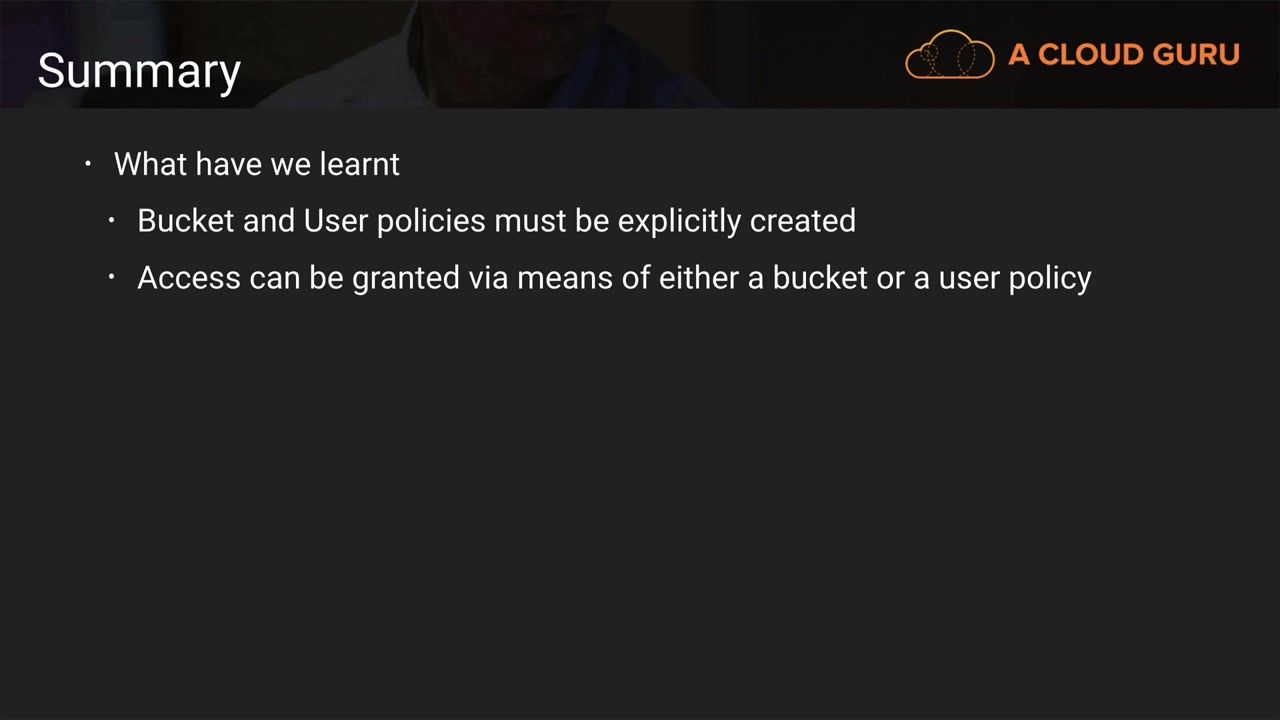 Summary
A CLOUD GURU
• What have we learnt
• Bucket and User policies must be explicitly created
• Access can be granted via means of either a bucket or a user policy